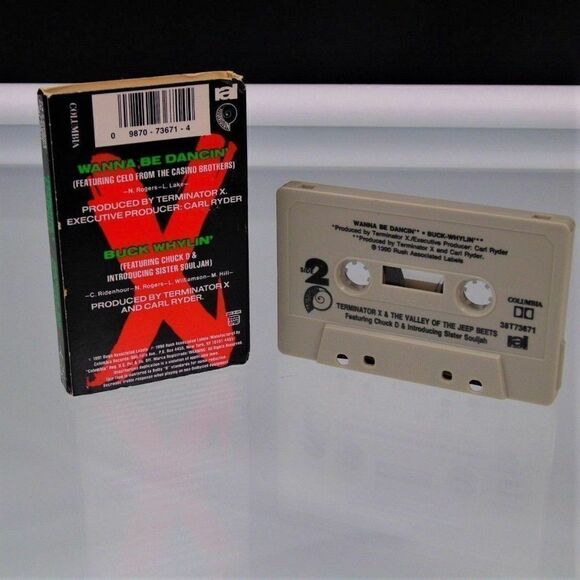 COLUMBIA
ral
0 9870-73671-4
WANNA BE DANCIN'
(FEATURING CELO FROM THE CASINO BROTHERS)
—N. Rogers—L. Lake—
PRODUCED BY TERMINATOR X.
EXECUTIVE PRODUCER: CARL RYDER
BUCK WHYLIN'
(FEATURING CHUCK D &
INTRODUCING SISTER SOULJAH)
—C. Ridenhour—N. Rogers—L. Williamson—M. Hill—
PRODUCED BY TERMINATOR X
AND CARL RYDER.
WANNA BE DANCIN'* • BUCK-WHYLIN'**
*Produced by Terminator X./Executive Producer: Carl Ryder
**Produced by Terminator X and Carl Ryder.
℗1990 Rush Associated Labels
SIDE 2
COLUMBIA
38T73671
TERMINATOR X & THE VALLEY OF THE JEEP BEETS
Featuring Chuck D & Introducing Sister Souljah
ral